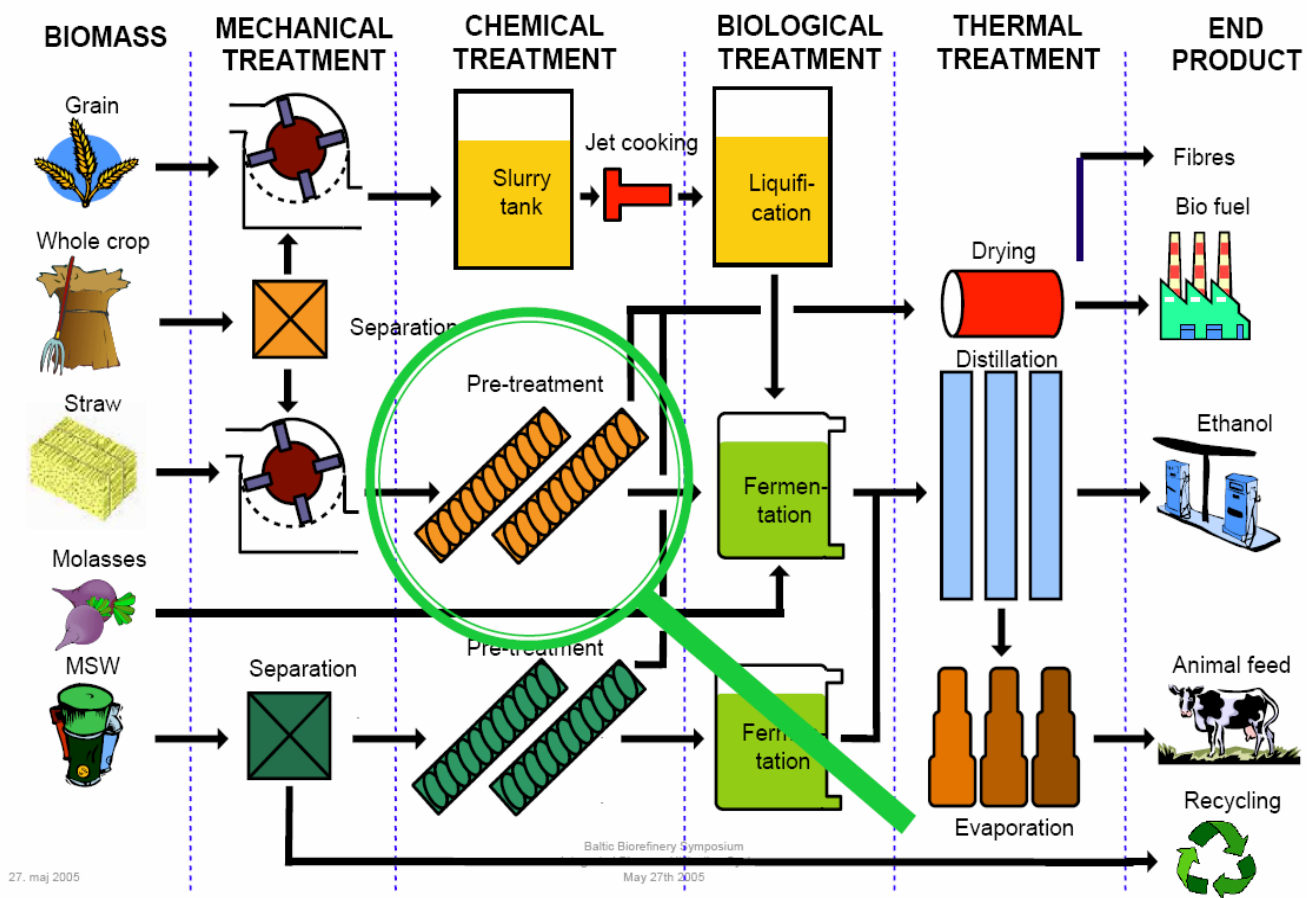 BIOMASS
MECHANICAL
TREATMENT
CHEMICAL
TREATMENT
BIOLOGICAL
TREATMENT
THERMAL
TREATMENT
END
PRODUCT
Grain
Slurry
tank
Jet cooking
Liquifi-
cation
Fibres
Bio fuel
Whole crop
Separation
Drying
Pre-treatment
Distillation
Straw
Fermen-
tation
Ethanol
Molasses
MSW
Separation
Pre-treatment
Fermen-
tation
Animal feed
Evaporation
Recycling
Baltic Biorefinery Symposium
May 27th 2005
27. maj 2005